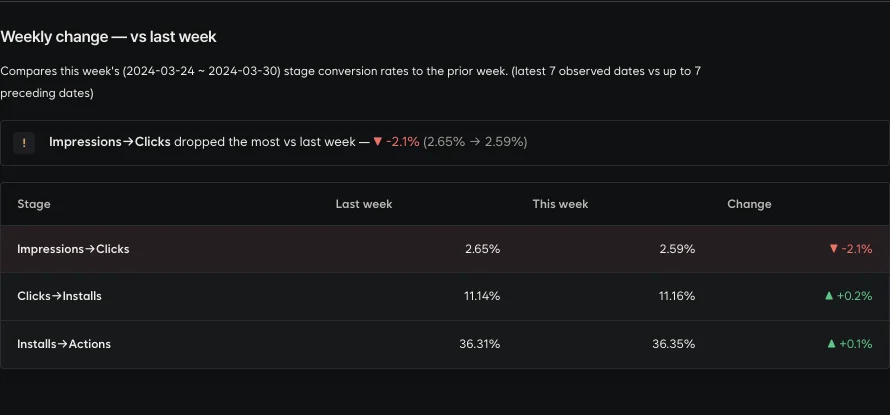 Weekly change — vs last week
Compares this week's (2024-03-24 ~ 2024-03-30) stage conversion rates to the prior week. (latest 7 observed dates vs up to 7
preceding dates)
! Impressions→Clicks dropped the most vs last week — ▼ -2.1% (2.65% → 2.59%)
Stage Last week This week Change
Impressions→Clicks 2.65% 2.59% ▼ -2.1%
Clicks→Installs 11.14% 11.16% ▲ +0.2%
Installs→Actions 36.31% 36.35% ▲ +0.1%